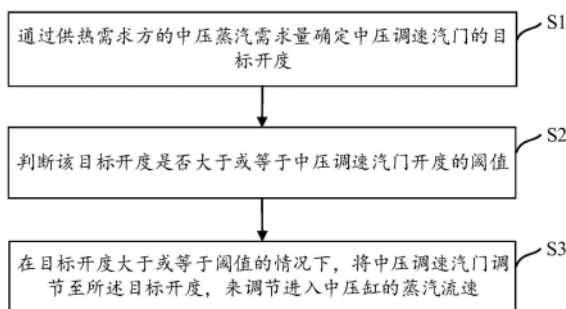 通过供热需求方的中压蒸汽需求量确定中压调速汽门的目
标开度
S1
判断该目标开度是否大于或等于中压调速汽门开度的阈值
S2
在目标开度大于或等于阈值的情况下，将中压调速汽门调
节至所述目标开度，来调节进入中压缸的蒸汽流速
S3